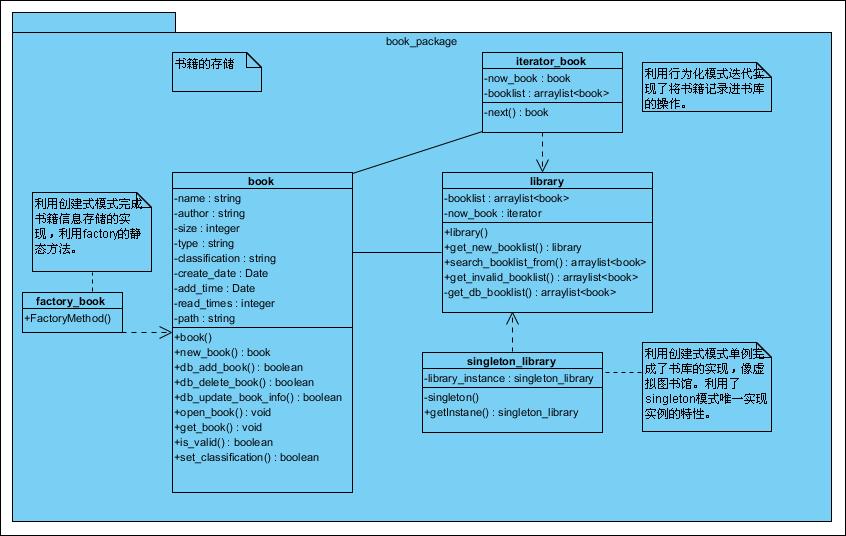 book_package
书籍的存储
iterator_book
-now_book : book
-booklist : arraylist<book>
-next() : book
利用行为化模式迭代实
现了将书籍记录进书库
的操作。
book
-name : string
-author : string
-size : integer
-type : string
-classification : string
-create_date : Date
-add_time : Date
-read_times : integer
-path : string
+book()
+new_book() : book
+db_add_book() : boolean
+db_delete_book() : boolean
+db_update_book_info() : boolean
+open_book() : void
+get_book() : void
+is_valid() : boolean
+set_classification() : boolean
library
-booklist : arraylist<book>
-now_book : iterator
+library()
+get_new_booklist() : library
+search_booklist_from() : arraylist<book>
+get_invalid_booklist() : arraylist<book>
-get_db_booklist() : arraylist<book>
利用创建式模式完成
书籍信息存储的实
现，利用factory的静
态方法。
factory_book
+FactoryMethod()
singleton_library
-library_instance : singleton_library
-singleton()
+getInstane() : singleton_library
利用创建式模式单例完
成了书库的实现，像虚
拟图书馆。利用了
singleton模式唯一实现
实例的特性。